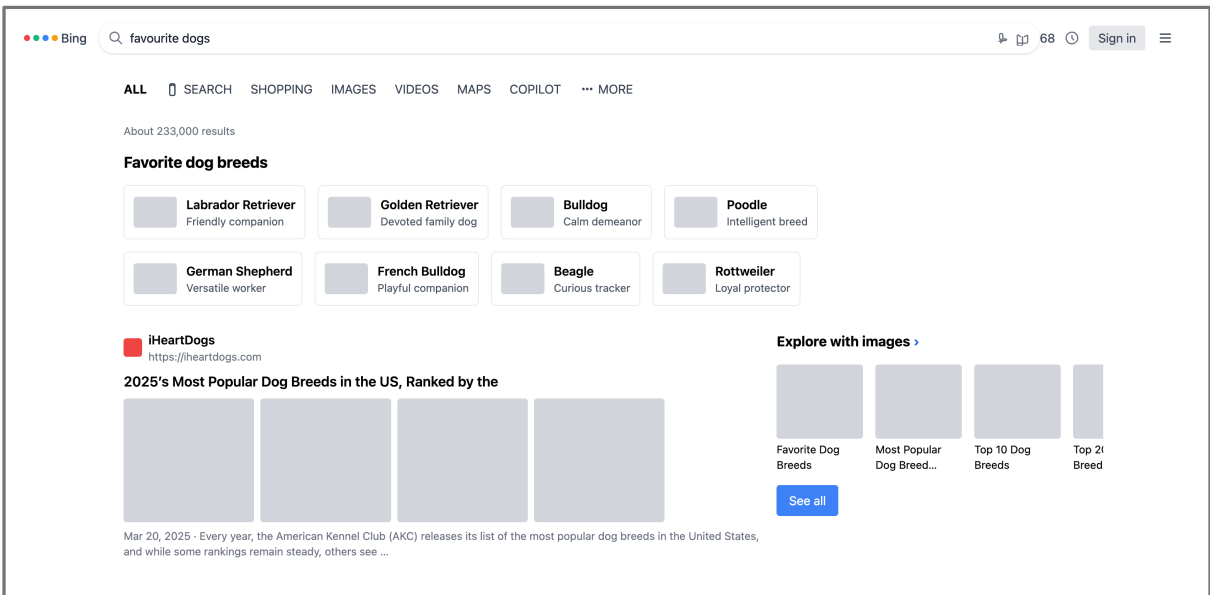 Bing
favourite dogs
68
Sign in
ALL SEARCH SHOPPING IMAGES VIDEOS MAPS COPILOT ··· MORE
About 233,000 results
Favorite dog breeds
Labrador Retriever
Friendly companion
Golden Retriever
Devoted family dog
Bulldog
Calm demeanor
Poodle
Intelligent breed
German Shepherd
Versatile worker
French Bulldog
Playful companion
Beagle
Curious tracker
Rottweiler
Loyal protector
iHeartDogs
https://iheartdogs.com
2025's Most Popular Dog Breeds in the US, Ranked by the
Mar 20, 2025 · Every year, the American Kennel Club (AKC) releases its list of the most popular dog breeds in the United States,
and while some rankings remain steady, others see ...
Explore with images ›
Favorite Dog
Breeds
Most Popular
Dog Breed...
Top 10 Dog
Breeds
Top
Breed
See all